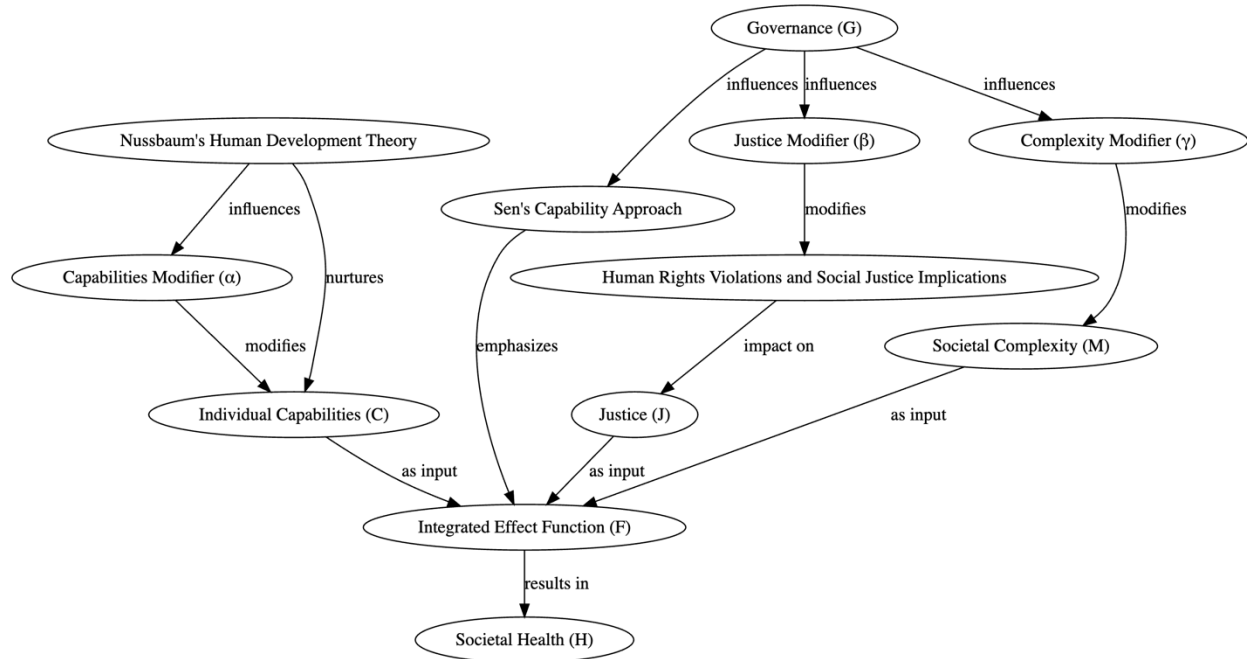 Governance (G)
influences
influences
influences
Nussbaum's Human Development Theory
Justice Modifier (β)
Complexity Modifier (γ)
influences
Sen's Capability Approach
modifies
modifies
Capabilities Modifier (α)
nurtures
Human Rights Violations and Social Justice Implications
modifies
emphasizes
impact on
Societal Complexity (M)
Individual Capabilities (C)
Justice (J)
as input
as input
as input
Integrated Effect Function (F)
results in
Societal Health (H)